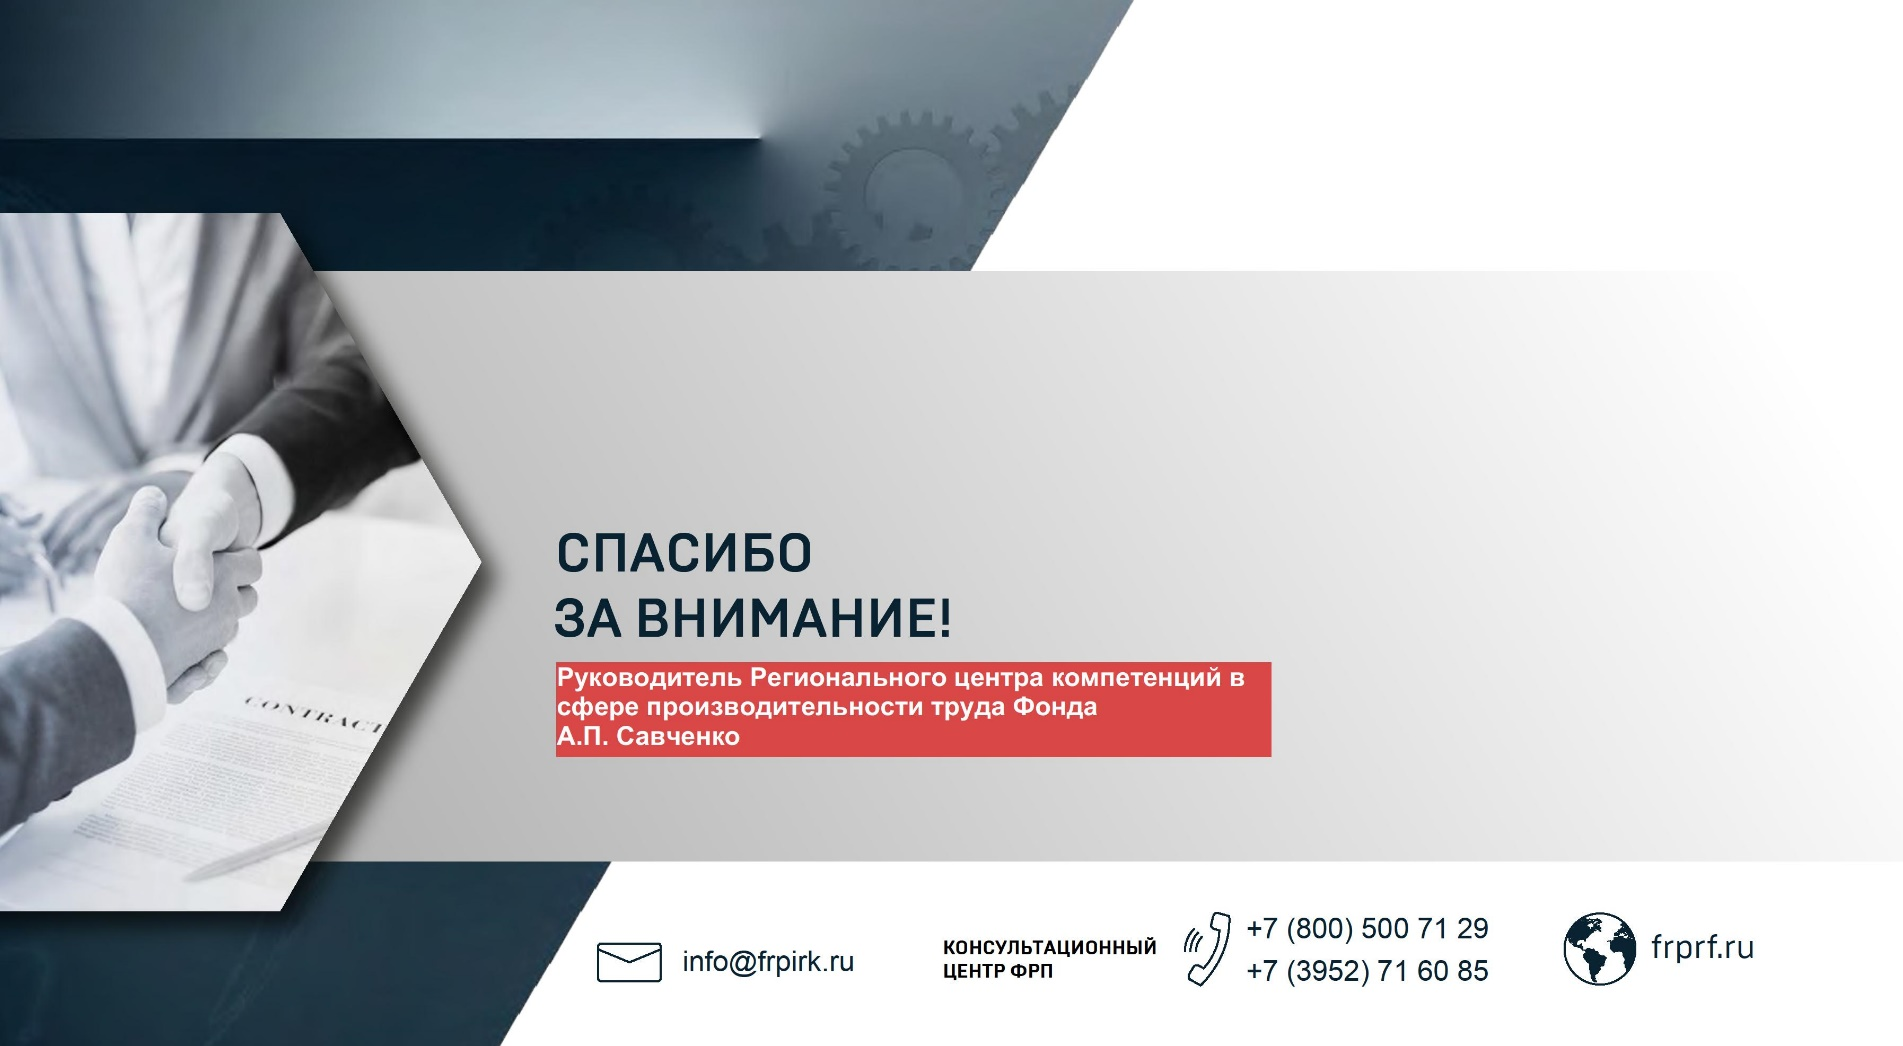 СПАСИБО
ЗА ВНИМАНИЕ!
Руководитель Регионального центра компетенций в
сфере производительности труда Фонда
А.П. Савченко
CONTRACT
info@frpirk.ru
КОНСУЛЬТАЦИОННЫЙ
ЦЕНТР ФРП
+7 (800) 500 71 29
+7 (3952) 71 60 85
frprf.ru